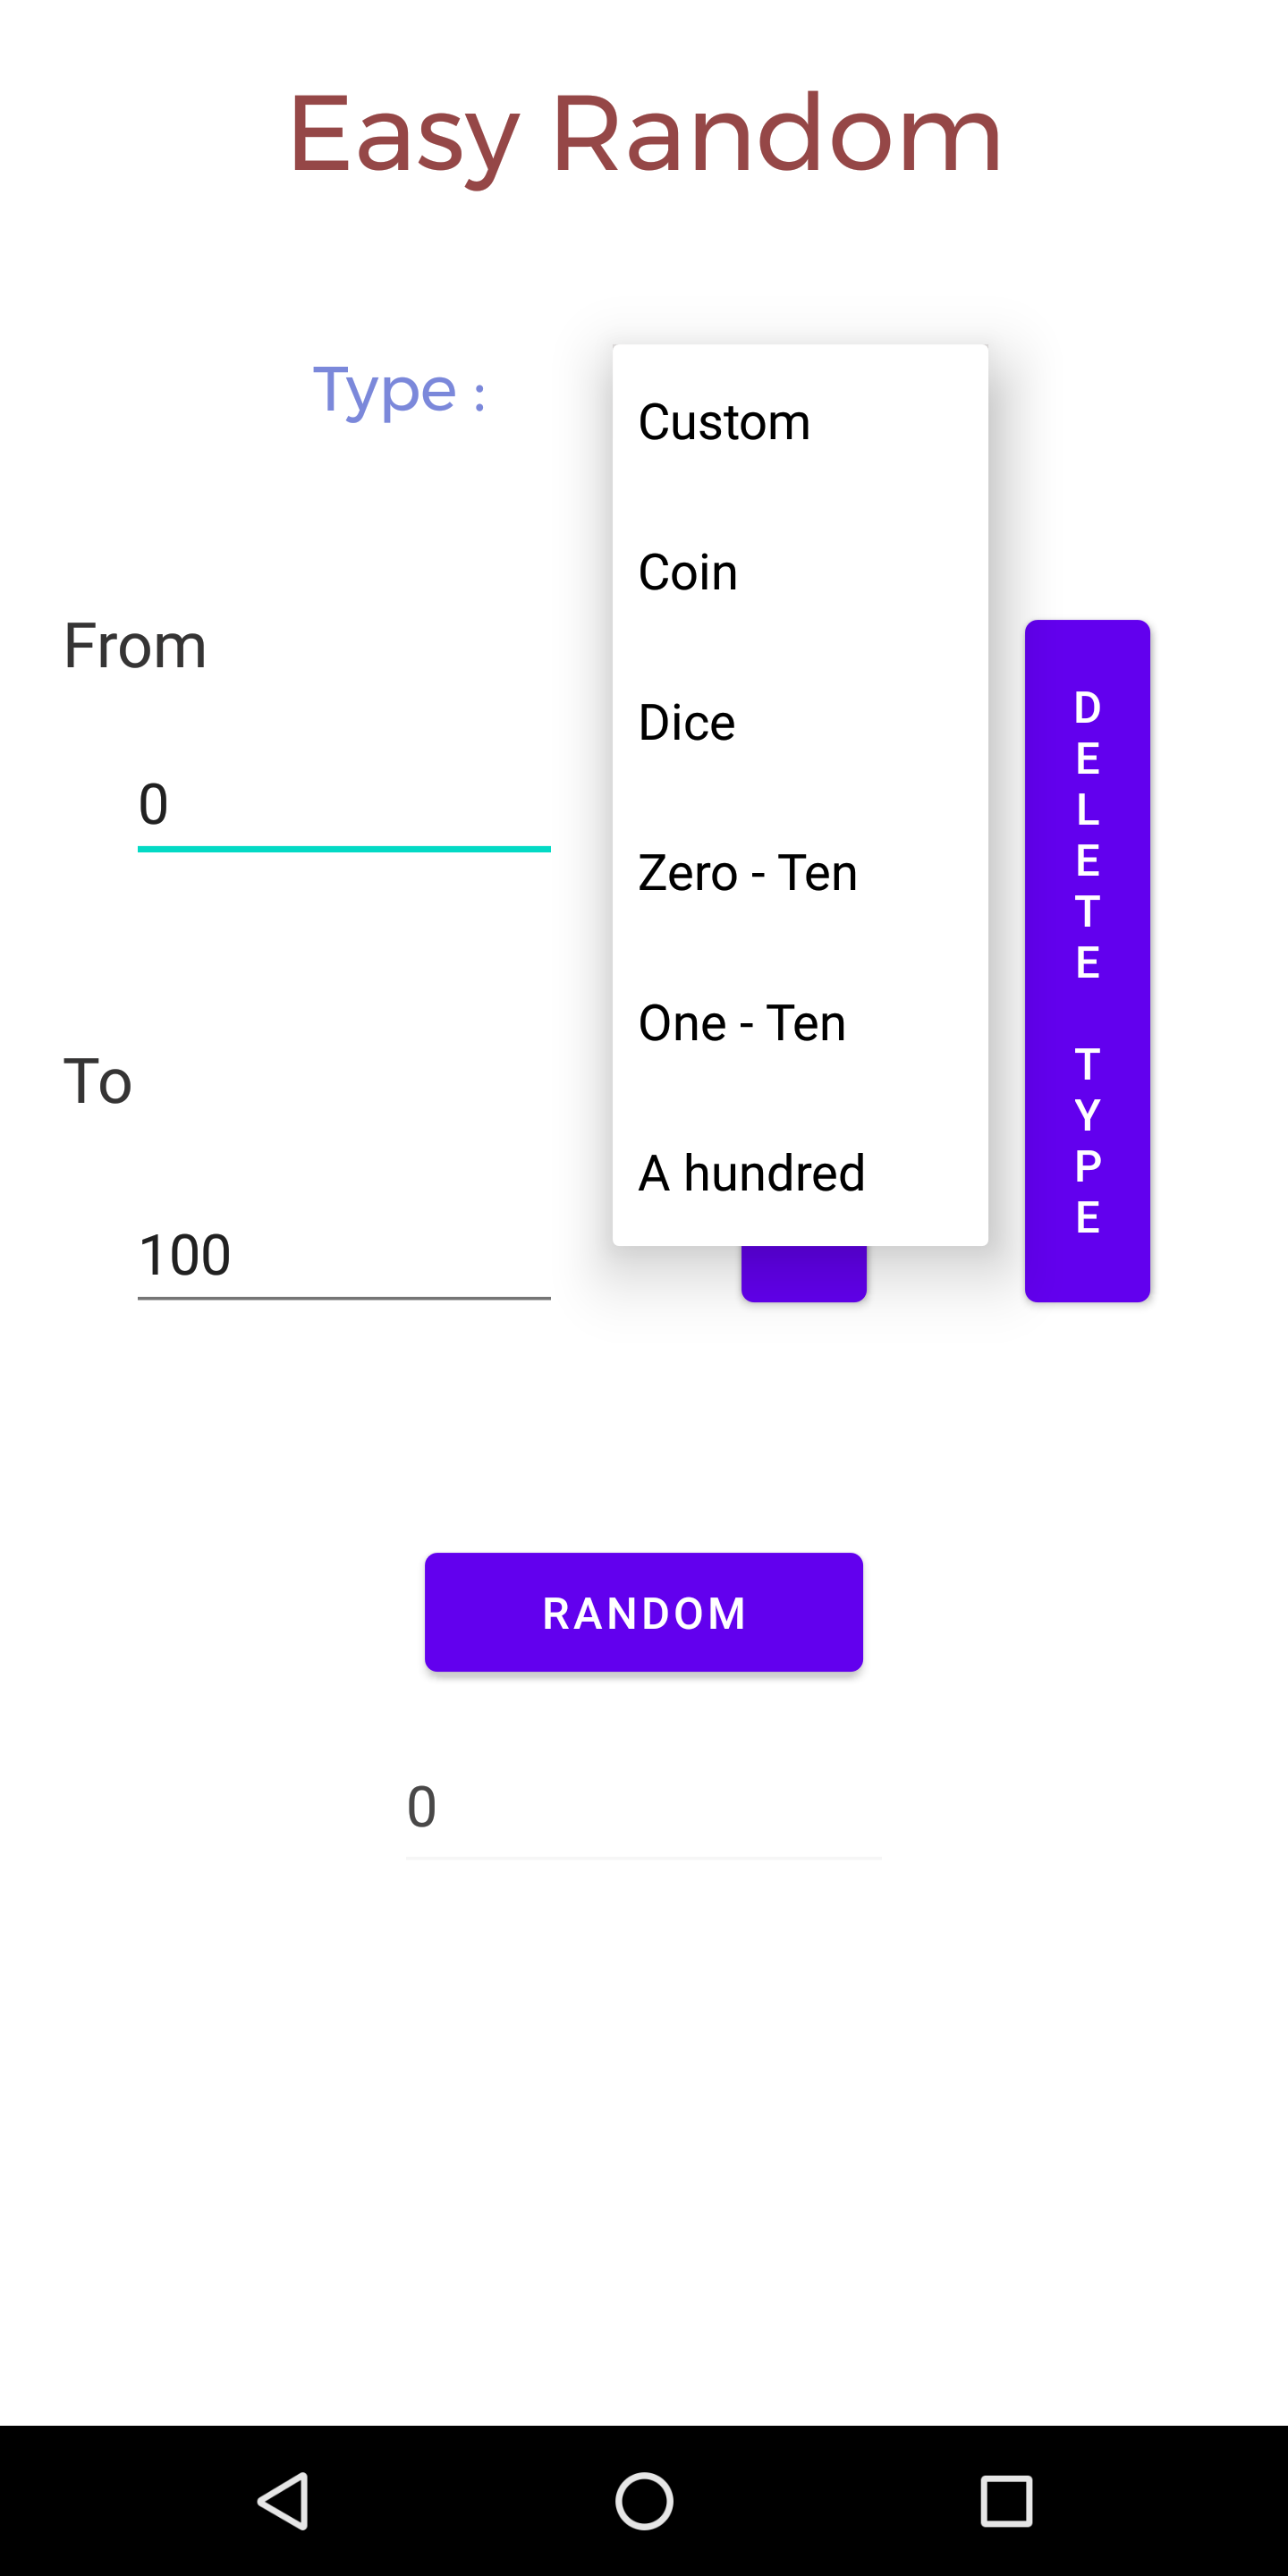 Easy Random
Type :
Custom
Coin
Dice
Zero - Ten
One - Ten
A hundred
From
0
To
100
DELETE TYPE
RANDOM
0